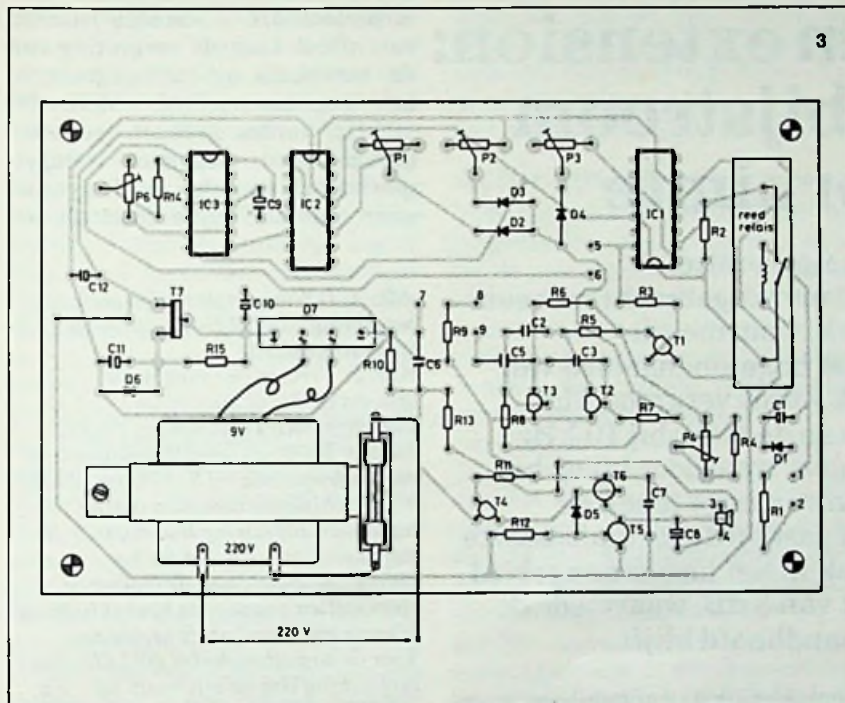 n extension:
3
P6
R14
IC3
C9
IC2
P1
P2
P3
D3
D2
D4
IC1
R2
reed
relais
5
6
C12
T7
C10
D7
7
8
9
R6
R3
C2
R5
T1
C11
R15
R9
R10
C6
C5
C3
D6
T3
T2
9V
R13
R8
R7
P4
R4
C1
D1
R11
T6
T4
D5
C7
3
4
1
2
R1
R12
T5
C8
220 V
220 V